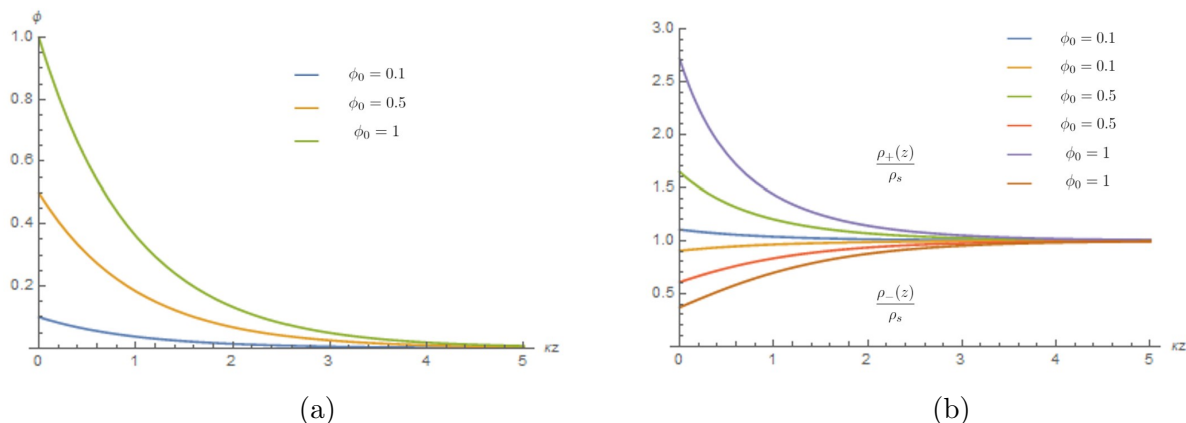 ϕ
1.0
0.8
0.6
0.4
0.2
0
1
2
3
4
5
κz
ϕ₀ = 0.1
ϕ₀ = 0.5
ϕ₀ = 1
(a)
3.0
2.5
2.0
1.5
1.0
0.5
0
1
2
3
4
5
κz
ϕ₀ = 0.1
ϕ₀ = 0.1
ϕ₀ = 0.5
ϕ₀ = 0.5
ϕ₀ = 1
ϕ₀ = 1
ρ₊(z)
ρₛ
ρ₋(z)
ρₛ
(b)